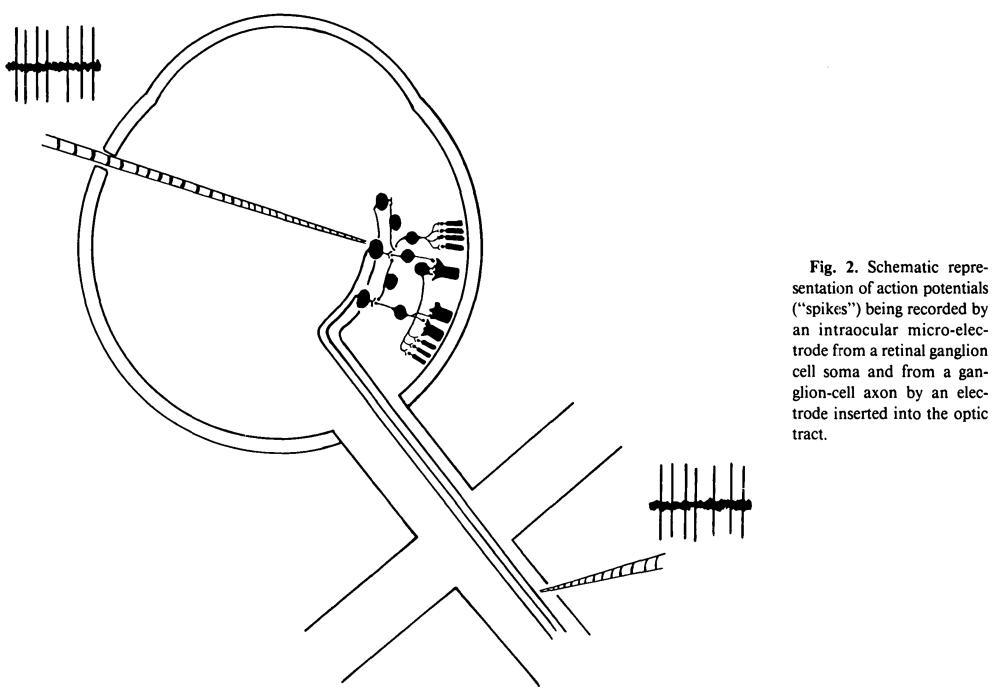 Fig. 2. Schematic repre-
sentation of action potentials
(“spikes”) being recorded by
an intraocular micro-elec-
trode from a retinal ganglion
cell soma and from a gan-
glion-cell axon by an elec-
trode inserted into the optic
tract.